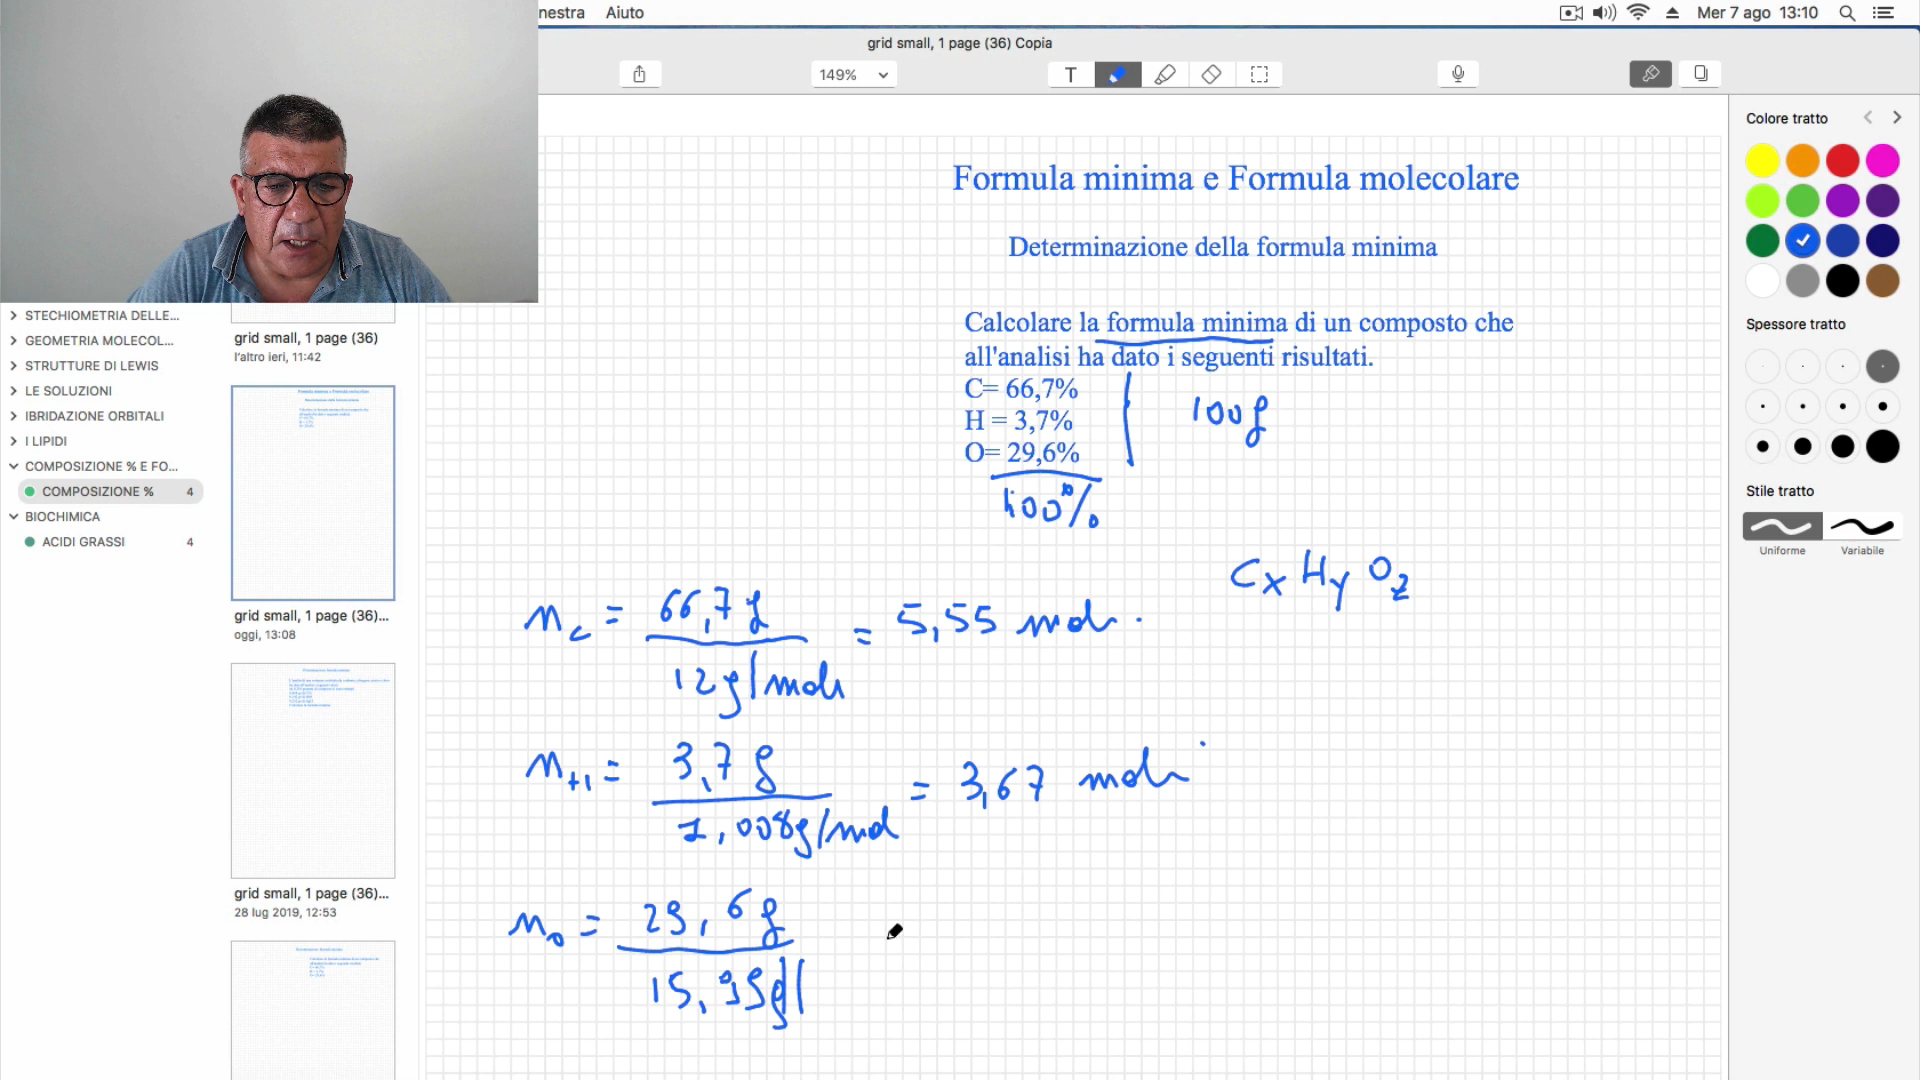 nestra Aiuto Mer 7 ago 13:10
grid small, 1 page (36) Copia
149% T
Colore tratto
Spessore tratto
Stile tratto
Uniforme Variabile
STECHIOMETRIA DELLE...
GEOMETRIA MOLECOL...
STRUTTURE DI LEWIS
LE SOLUZIONI
IBRIDAZIONE ORBITALI
I LIPIDI
COMPOSIZIONE % E FO...
COMPOSIZIONE % 4
BIOCHIMICA
ACIDI GRASSI 4
grid small, 1 page (36)
l'altro ieri, 11:42
grid small, 1 page (36)...
oggi, 13:08
grid small, 1 page (36)...
28 lug 2019, 12:53
Formula minima e Formula molecolare
Determinazione della formula minima
Calcolare la formula minima di un composto che
all'analisi ha dato i seguenti risultati.
C= 66,7%
H = 3,7%
O= 29,6%
100g
100%
Cx Hy Oz
nC = 66,7 g / 12 g/mol = 5,55 mol.
nH = 3,7 g / 1,008 g/mol = 3,67 mol
nO = 29,6 g / 15,99 g/